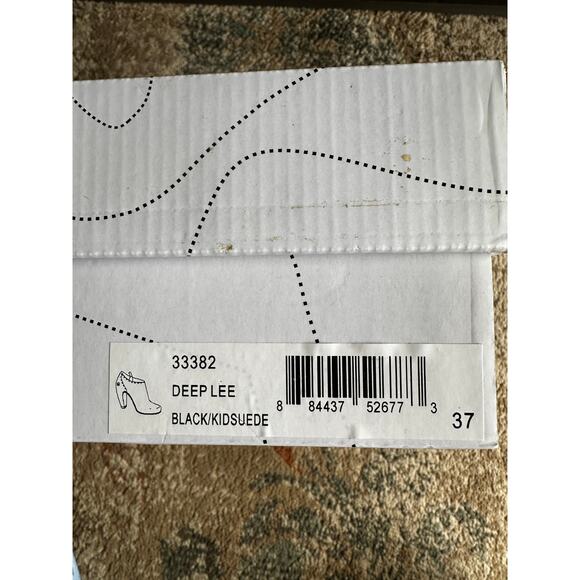 33382
DEEP LEE
BLACK/KIDSUEDE
8 84437 52677 3
37